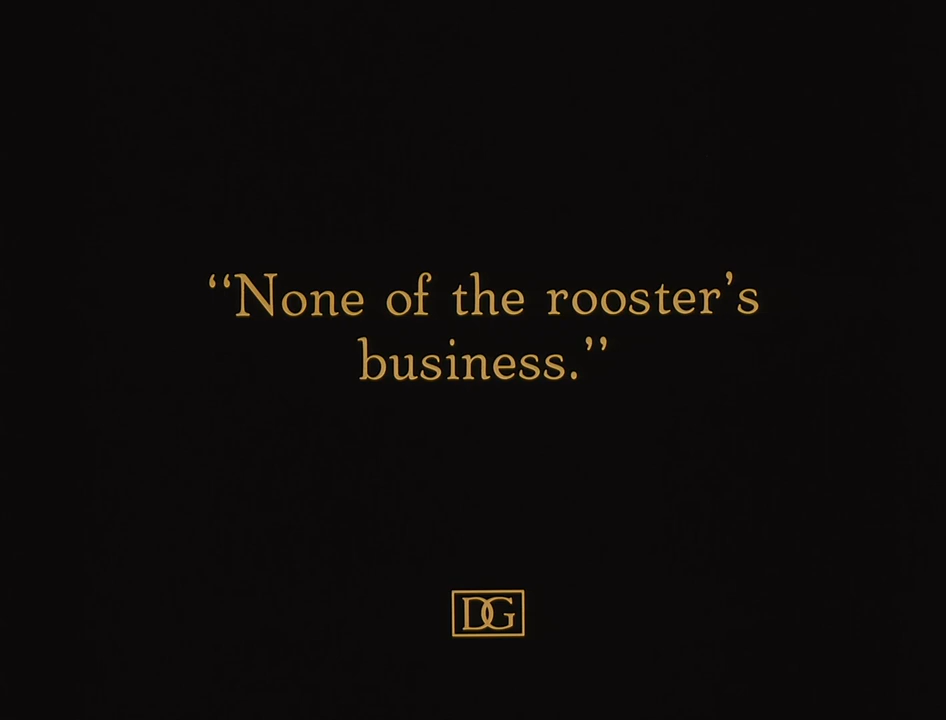 “None of the rooster’s
business.”
DG